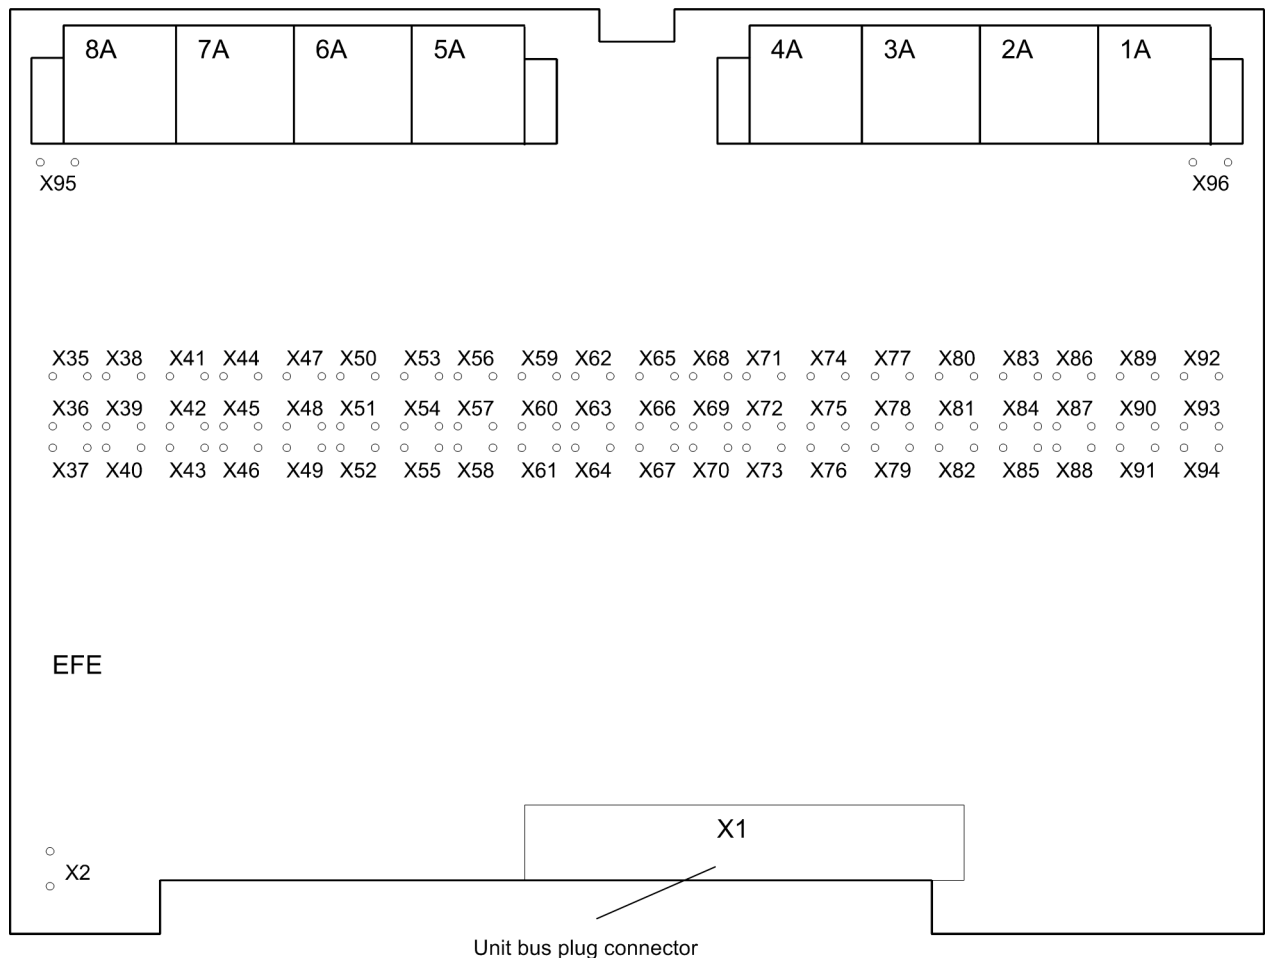 8A 7A 6A 5A 4A 3A 2A 1A
X95 X96
X35 X38 X41 X44 X47 X50 X53 X56 X59 X62 X65 X68 X71 X74 X77 X80 X83 X86 X89 X92
X36 X39 X42 X45 X48 X51 X54 X57 X60 X63 X66 X69 X72 X75 X78 X81 X84 X87 X90 X93
X37 X40 X43 X46 X49 X52 X55 X58 X61 X64 X67 X70 X73 X76 X79 X82 X85 X88 X91 X94
EFE
X1
X2
Unit bus plug connector